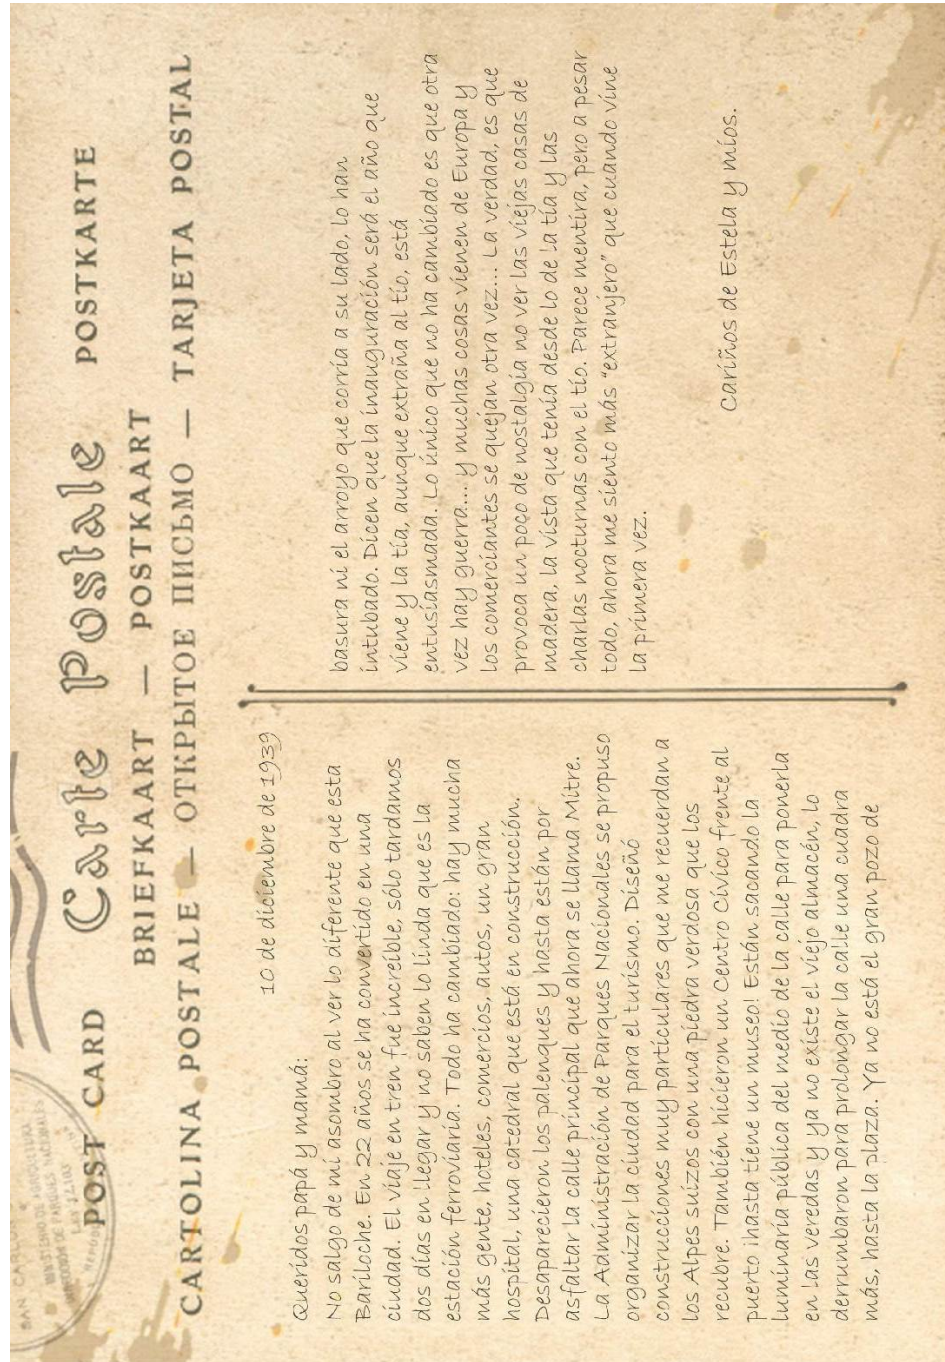 POST CARD Carte Postale POSTKARTE
BRIEFKAART — POSTKAART
CARTOLINA POSTALE — ОТКРЫТОЕ ПИСЬМО — TARJETA POSTAL
10 de diciembre de 1939
Queridos papá y mamá:
No salgo de mi asombro al ver lo diferente que esta
Bariloche. En 22 años se ha convertido en una
ciudad. El viaje en tren fue increíble, sólo tardamos
dos días en llegar y no saben lo linda que es la
estación ferroviaria. Todo ha cambiado: hay mucha
más gente, hoteles, comercios, autos, un gran
hospital, una catedral que está en construcción.
Desaparecieron los palenques y hasta están por
asfaltar la calle principal que ahora se llama Mitre.
La Administración de Parques Nacionales se propuso
organizar la ciudad para el turismo. Diseñó
construcciones muy particulares que me recuerdan a
los Alpes suizos con una piedra verdosa que los
recubre. También hicieron un Centro Cívico frente al
puerto ¡hasta tiene un museo! Están sacando la
luminaria pública del medio de la calle para ponerla
en las veredas y ya no existe el viejo almacén, lo
derrumbaron para prolongar la calle una cuadra
más, hasta la plaza. Ya no está el gran pozo de
basura ni el arroyo que corría a su lado, lo han
intubado. Dicen que la inauguración será el año que
viene y la tía, aunque extraña al tío, está
entusiasmada. Lo único que no ha cambiado es que otra
vez hay guerra... y muchas cosas vienen de Europa y
los comerciantes se quejan otra vez... La verdad, es que
provoca un poco de nostalgia no ver las viejas casas de
madera, la vista que tenía desde lo de la tía y las
charlas nocturnas con el tío. Parece mentira, pero a pesar
todo, ahora me siento más "extranjero" que cuando vine
la primera vez.
Cariños de Estela y míos.